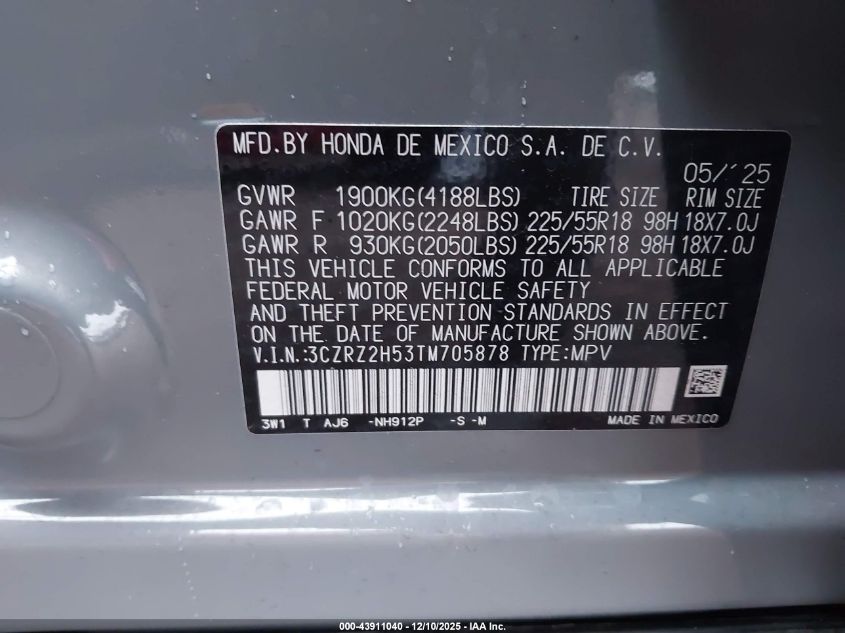 MFD.BY HONDA DE MEXICO S.A. DE C.V.
05/´25
GVWR 1900KG(4188LBS) TIRE SIZE RIM SIZE
GAWR F 1020KG(2248LBS) 225/55R18 98H 18X7.0J
GAWR R 930KG(2050LBS) 225/55R18 98H 18X7.0J
THIS VEHICLE CONFORMS TO ALL APPLICABLE
FEDERAL MOTOR VEHICLE SAFETY
AND THEFT PREVENTION STANDARDS IN EFFECT
ON THE DATE OF MANUFACTURE SHOWN ABOVE.
V.I.N.:3CZRZ2H53TM705878 TYPE:MPV
3W1 T AJ6 -NH912P -S -M MADE IN MEXICO
000-43911040 - 12/10/2025 - IAA Inc.